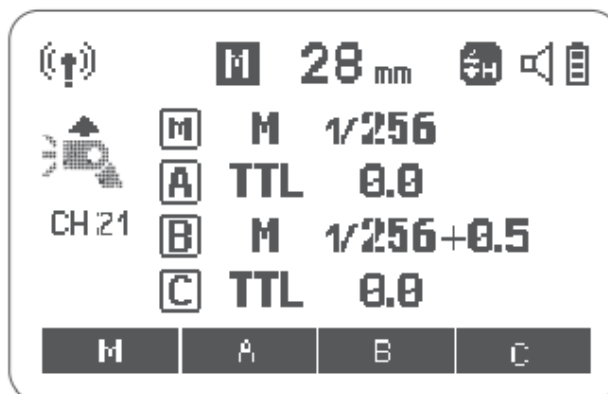 M 28 mm H
M M 1/256
A TTL 0.0
CH 21
B M 1/256+0.5
C TTL 0.0
M A B C